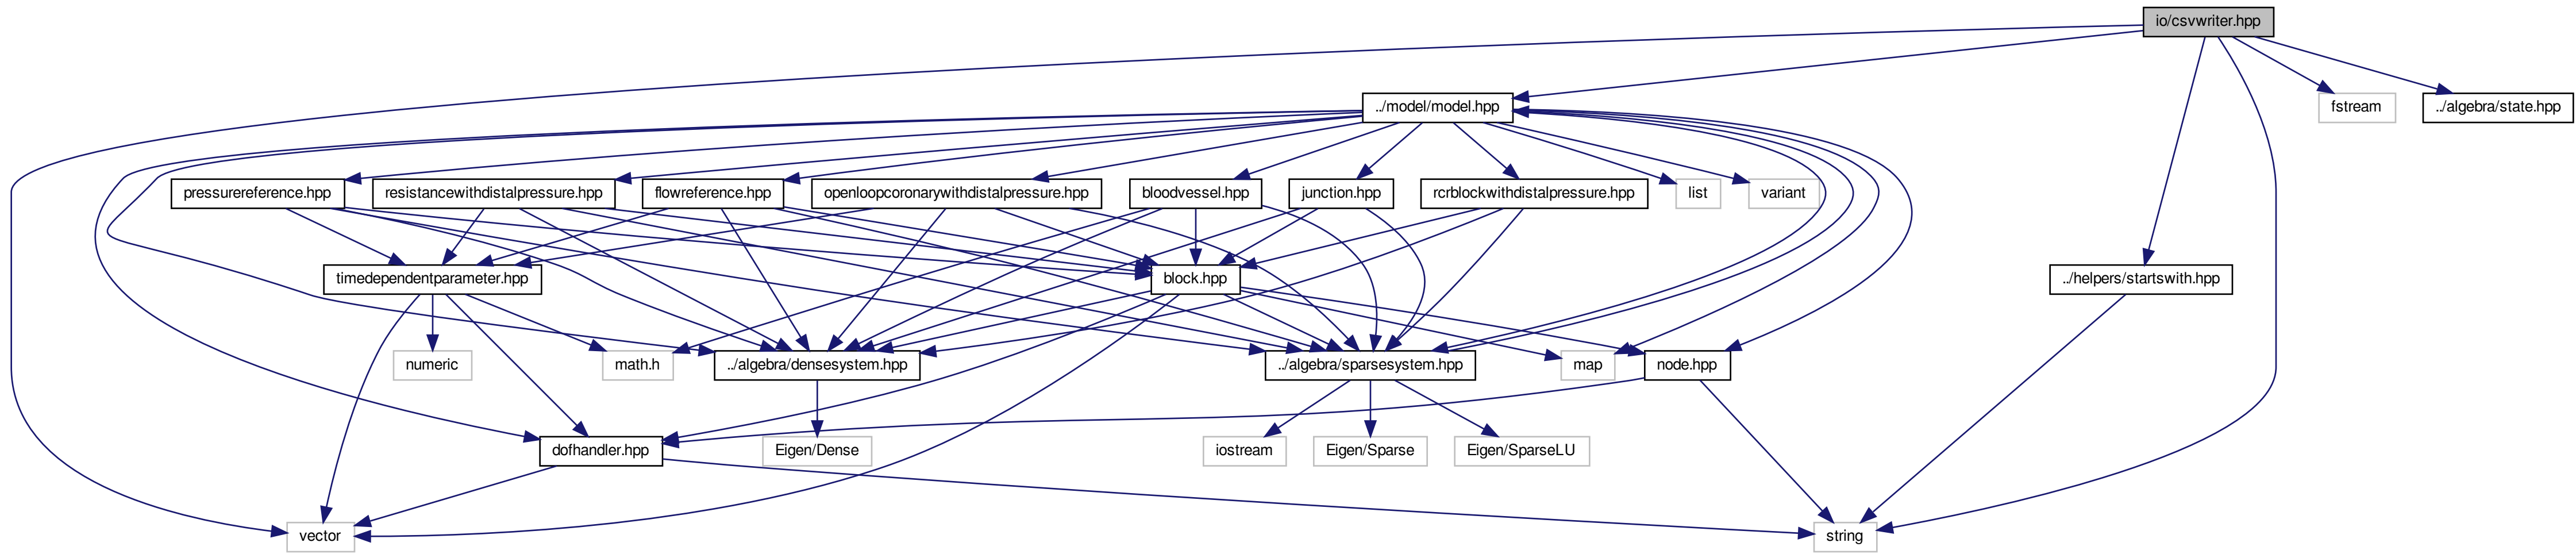 io/csvwriter.hpp
../model/model.hpp
fstream
../algebra/state.hpp
pressurereference.hpp
resistancewithdistalpressure.hpp
flowreference.hpp
openloopcoronarywithdistalpressure.hpp
bloodvessel.hpp
junction.hpp
rcrblockwithdistalpressure.hpp
list
variant
timedependentparameter.hpp
block.hpp
../helpers/startswith.hpp
numeric
math.h
../algebra/densesystem.hpp
../algebra/sparsesystem.hpp
map
node.hpp
dofhandler.hpp
Eigen/Dense
iostream
Eigen/Sparse
Eigen/SparseLU
vector
string